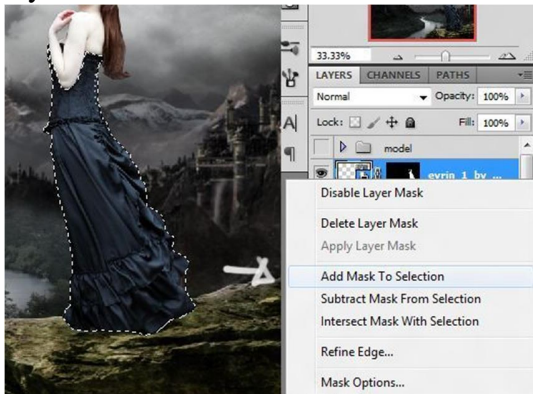 33.33%
LAYERS CHANNELS PATHS
Normal Opacity: 100%
Lock: Fill: 100%
model
evrin_1_by_...
Disable Layer Mask
Delete Layer Mask
Apply Layer Mask
Add Mask To Selection
Subtract Mask From Selection
Intersect Mask With Selection
Refine Edge...
Mask Options...